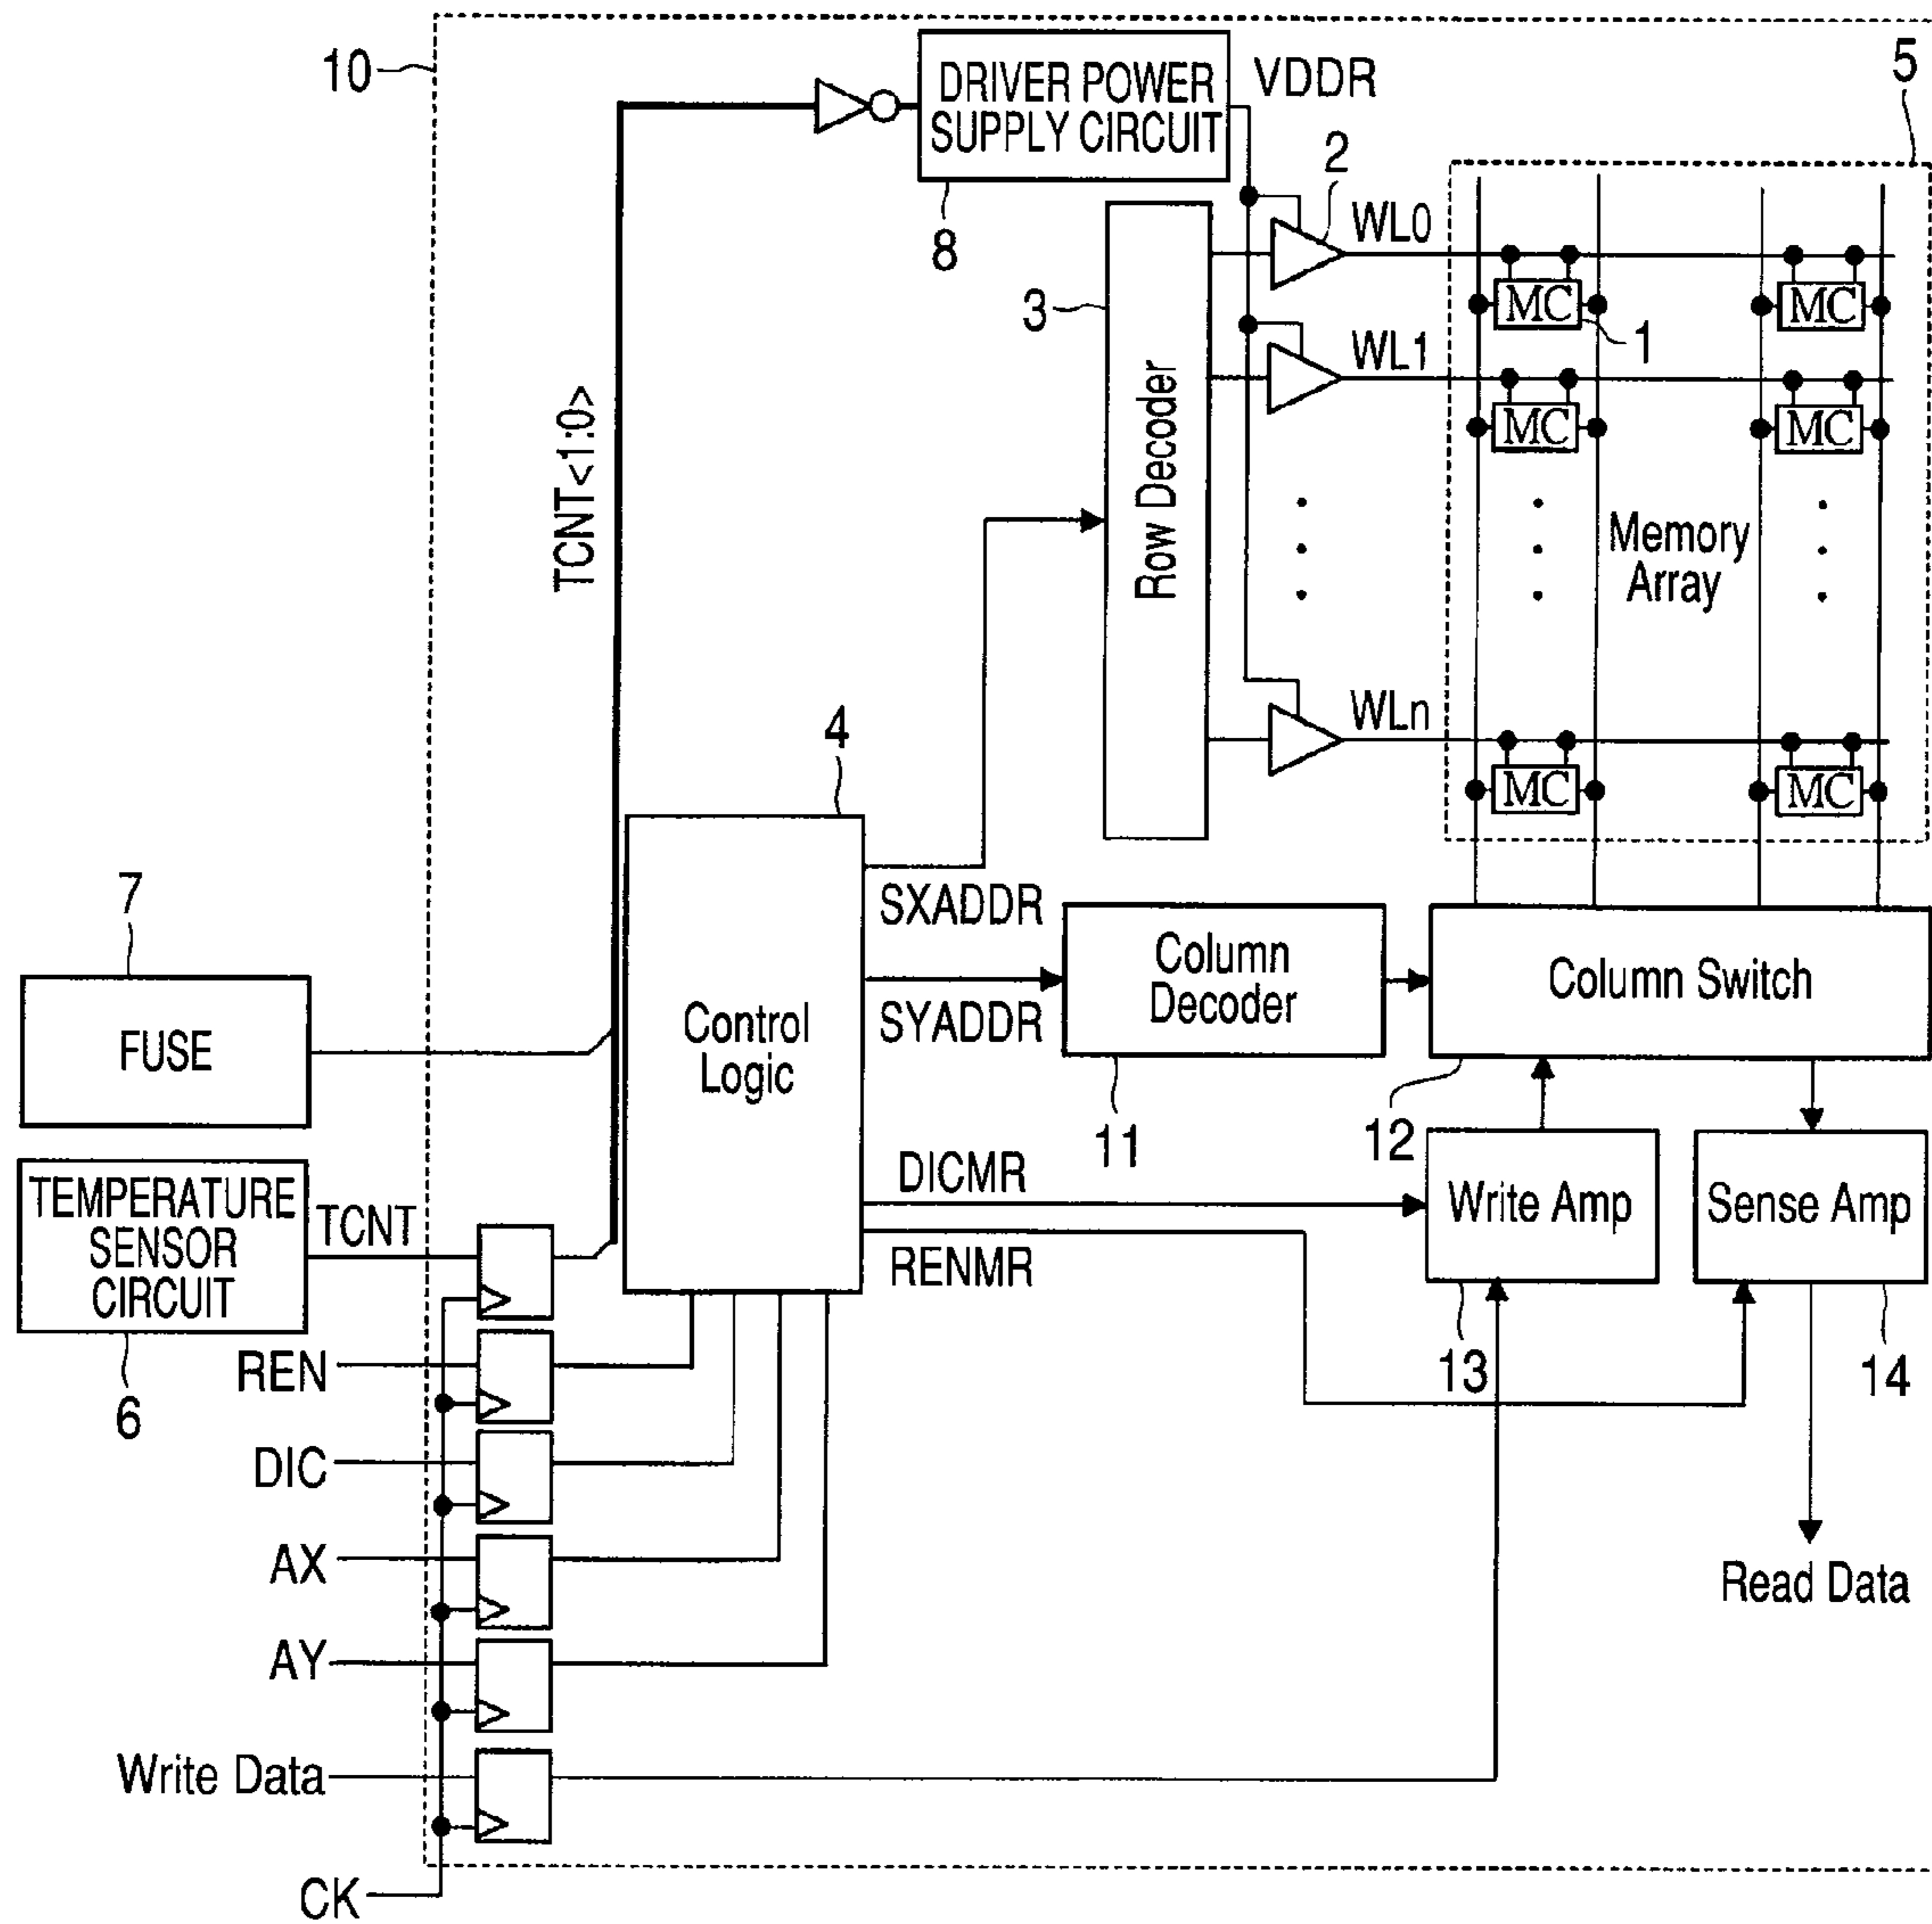 10
DRIVER POWER
SUPPLY CIRCUIT
VDDR
5
8
2
WL0
MC
MC
1
3
WL1
MC
MC
TCNT<1:0>
Row Decoder
Memory
Array
WLn
MC
MC
4
Control
Logic
SXADDR
SYADDR
Column
Decoder
11
Column Switch
12
7
FUSE
TEMPERATURE
SENSOR
CIRCUIT
6
TCNT
DICMR
RENMR
Write Amp
13
Sense Amp
14
REN
DIC
AX
AY
Write Data
CK
Read Data